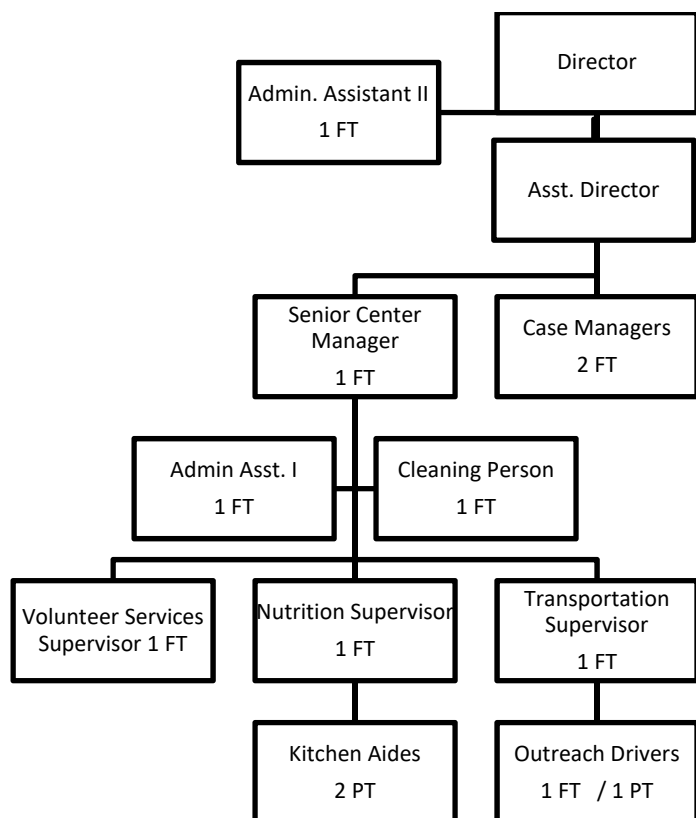 Director
Admin. Assistant II
1 FT
Asst. Director
Senior Center
Manager
1 FT
Case Managers
2 FT
Admin Asst. I
1 FT
Cleaning Person
1 FT
Volunteer Services
Supervisor 1 FT
Nutrition Supervisor
1 FT
Transportation
Supervisor
1 FT
Kitchen Aides
2 PT
Outreach Drivers
1 FT / 1 PT